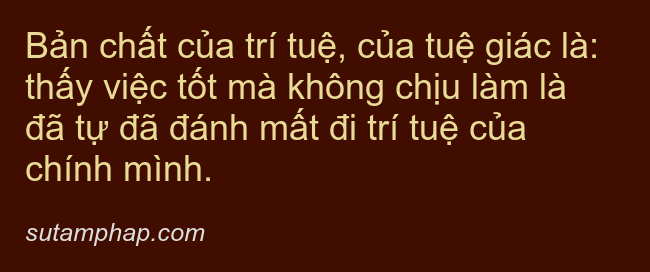 Bản chất của trí tuệ, của tuệ giác là:
thấy việc tốt mà không chịu làm là
đã tự đã đánh mất đi trí tuệ của
chính mình.
sutamphap.com